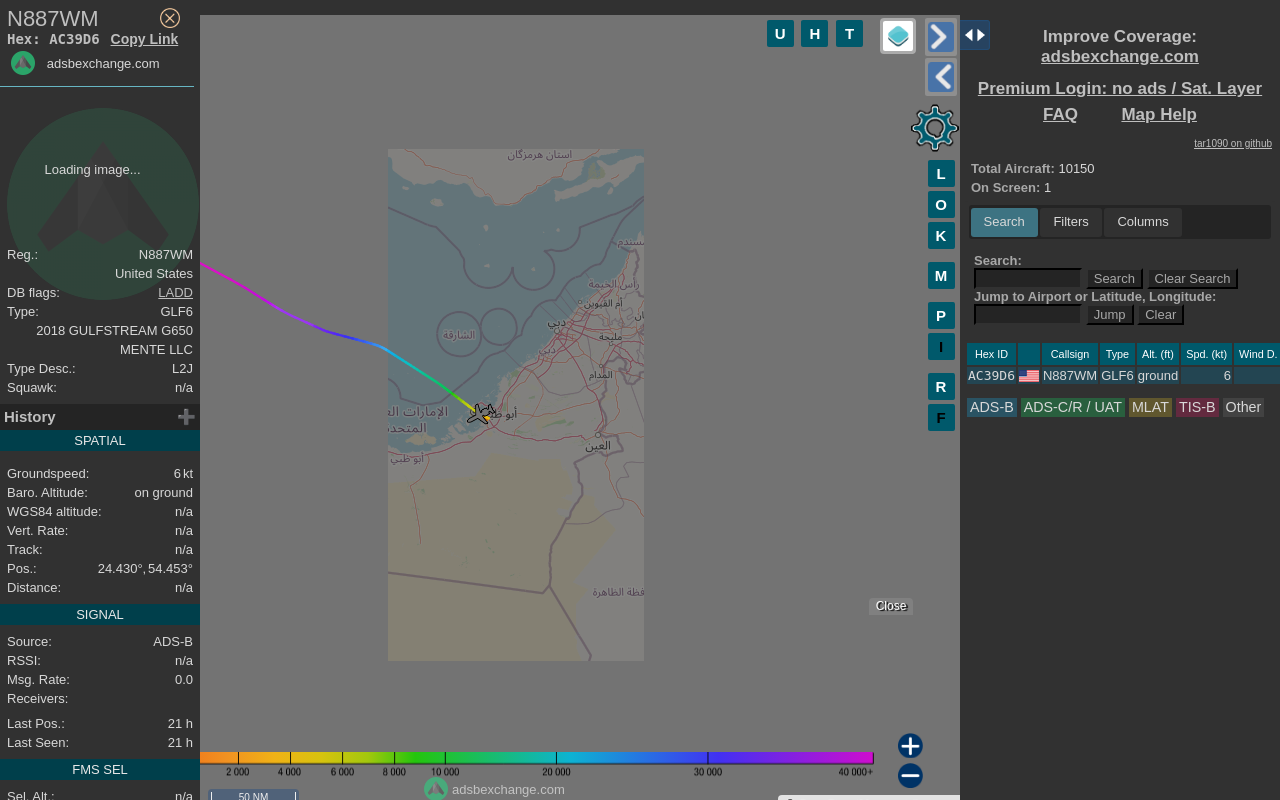 N887WM
Hex: AC39D6 Copy Link
adsbexchange.com
Loading image...
Reg.: N887WM
United States
DB flags: LADD
Type: GLF6
2018 GULFSTREAM G650
MENTE LLC
Type Desc.: L2J
Squawk: n/a
History
SPATIAL
Groundspeed: 6 kt
Baro. Altitude: on ground
WGS84 altitude: n/a
Vert. Rate: n/a
Track: n/a
Pos.: 24.430°, 54.453°
Distance: n/a
SIGNAL
Source: ADS-B
RSSI: n/a
Msg. Rate: 0.0
Receivers:
Last Pos.: 21 h
Last Seen: 21 h
FMS SEL
Sel. Alt.: n/a
U H T
L
O
K
M
P
I
R
F
استان هرمزگان
رأس الخيمة
أم القيوين
دبي
دبي
الشارقة
مليحة
المدام
أبو ظبي
العين
Close
2 000 4 000 6 000 8 000 10 000 20 000 30 000 40 000+
adsbexchange.com
50 NM
Improve Coverage:
adsbexchange.com
Premium Login: no ads / Sat. Layer
FAQ Map Help
tar1090 on github
Total Aircraft: 10150
On Screen: 1
Search Filters Columns
Search:
Search Clear Search
Jump to Airport or Latitude, Longitude:
Jump Clear
Hex ID Callsign Type Alt. (ft) Spd. (kt) Wind D.
AC39D6 N887WM GLF6 ground 6
ADS-B ADS-C/R / UAT MLAT TIS-B Other